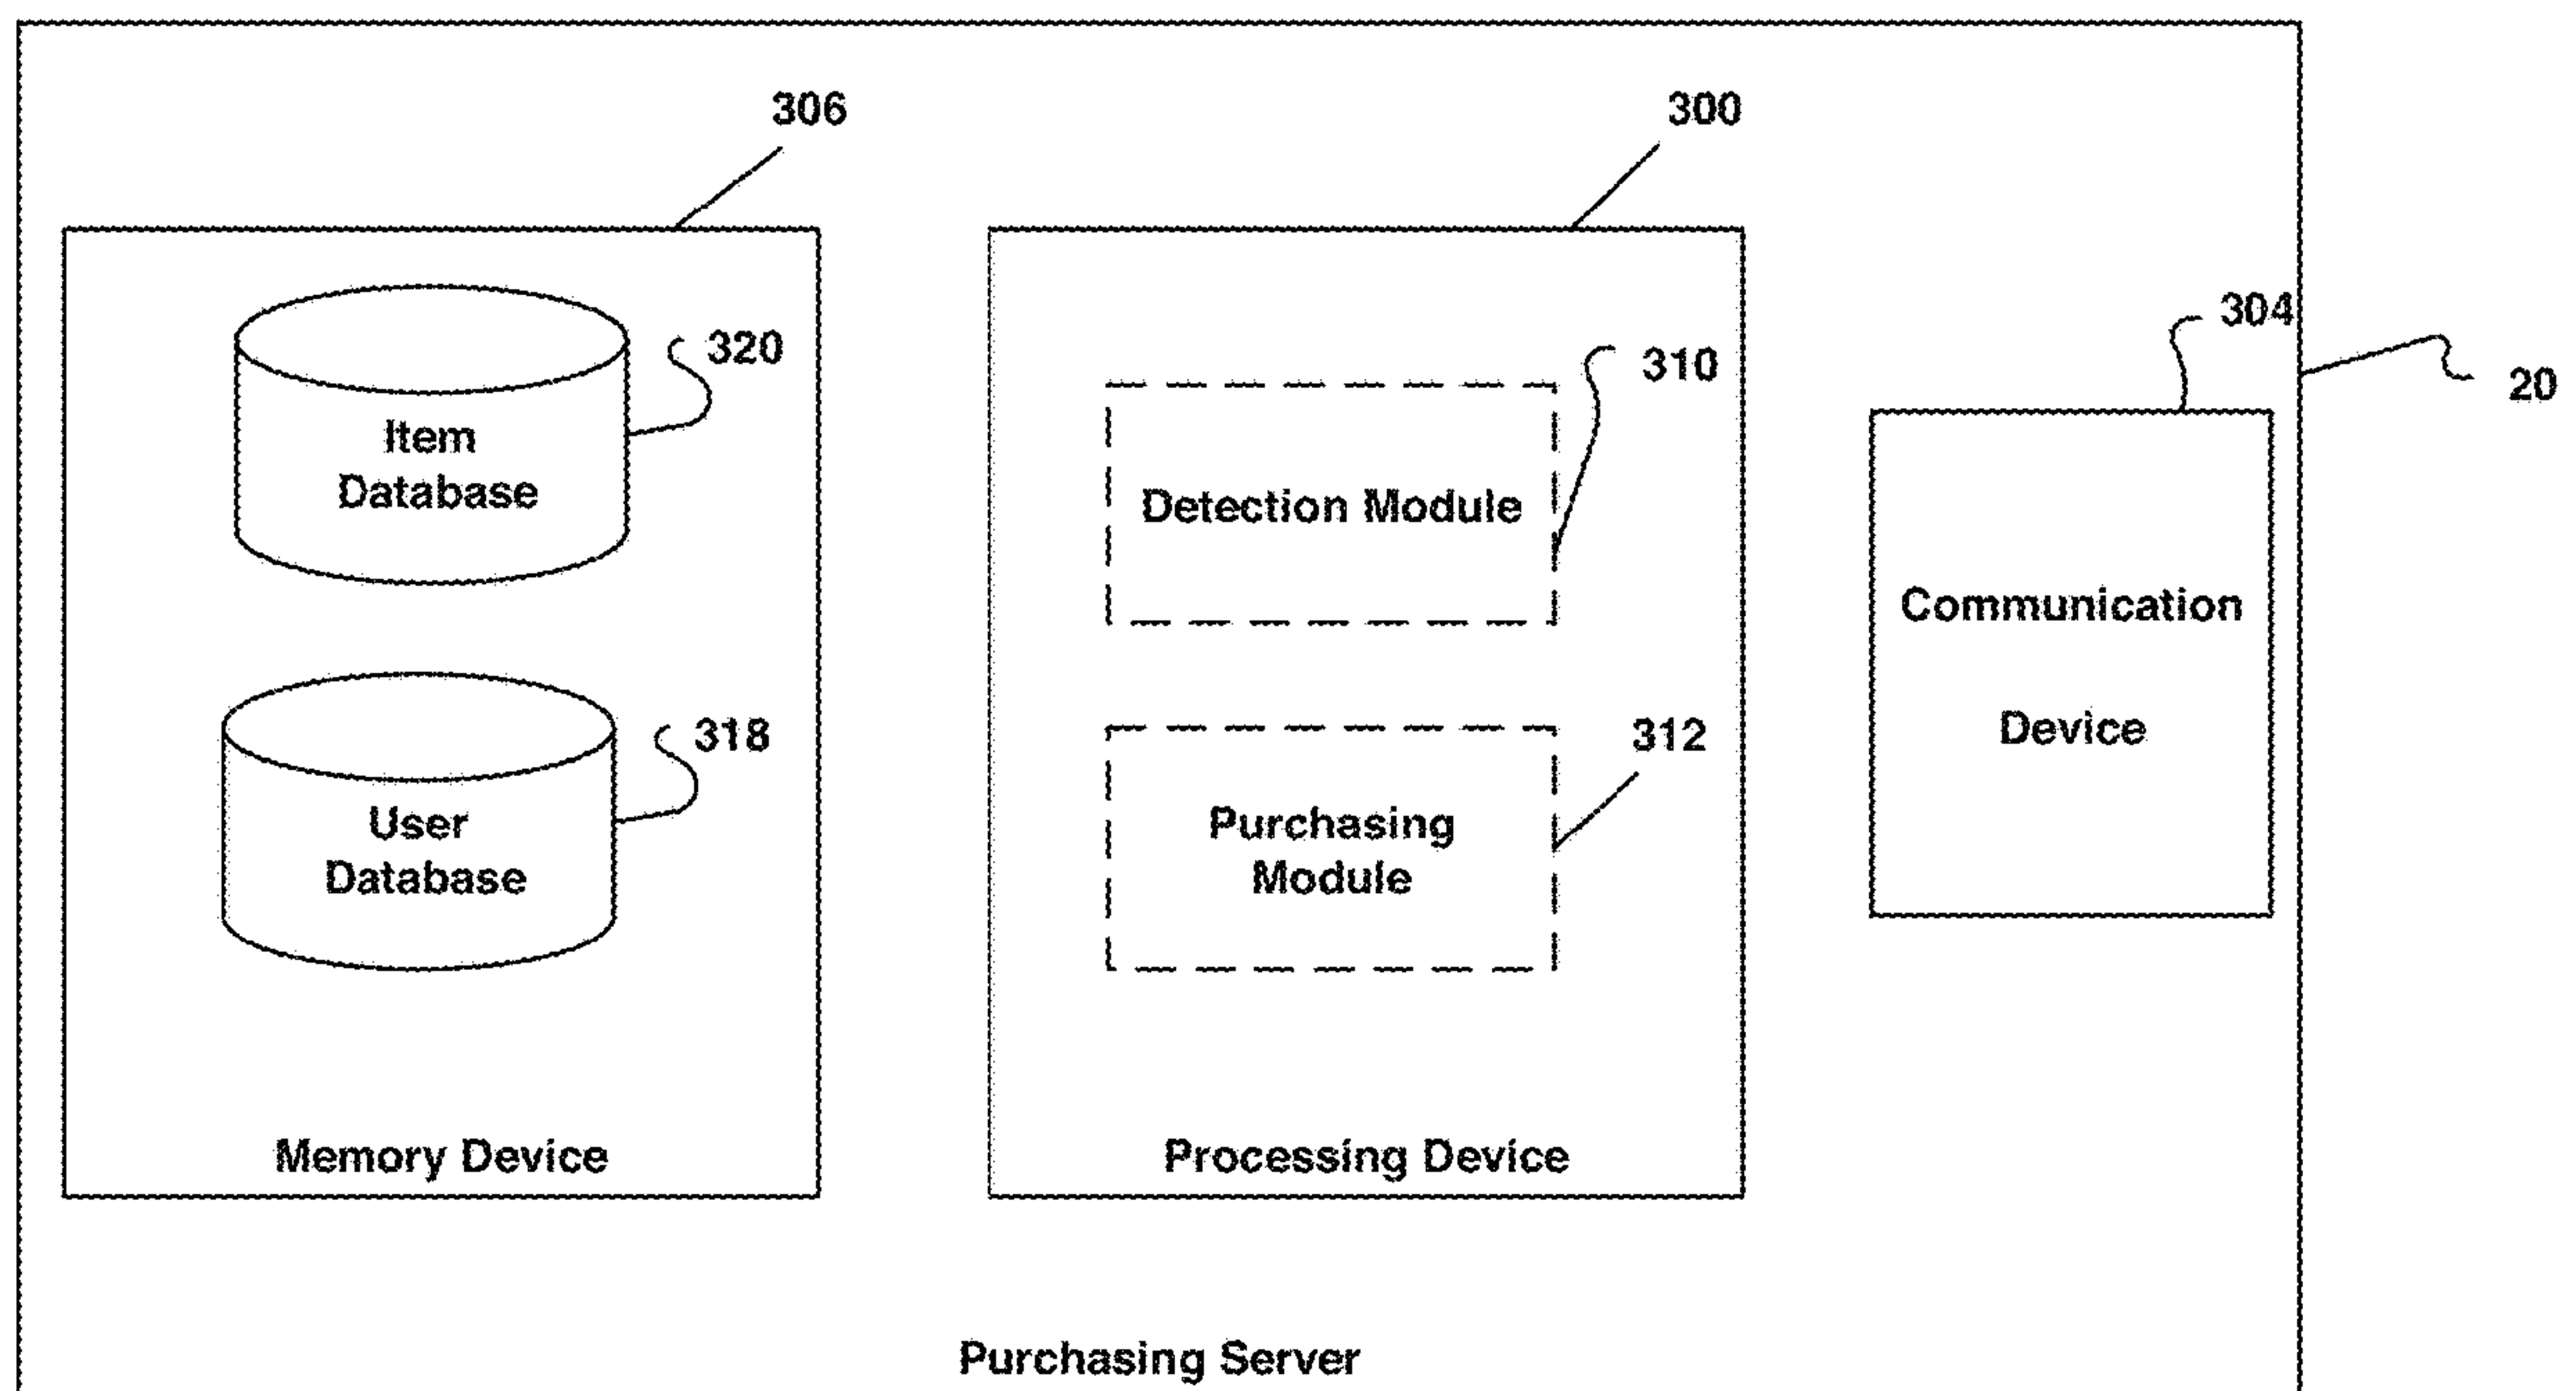 306
300
304
20
320
Item
Database
310
Detection Module
Communication
Device
318
User
Database
312
Purchasing
Module
Memory Device
Processing Device
Purchasing Server